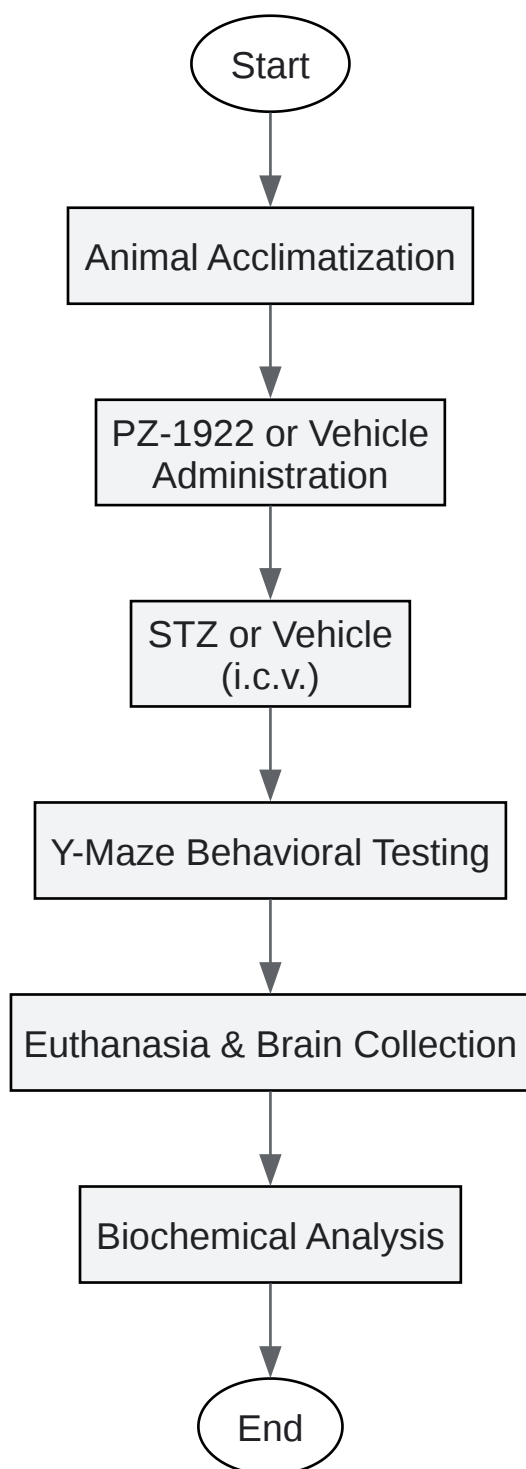 Start
Animal Acclimatization
PZ-1922 or Vehicle
Administration
STZ or Vehicle
(i.c.v.)
Y-Maze Behavioral Testing
Euthanasia & Brain Collection
Biochemical Analysis
End